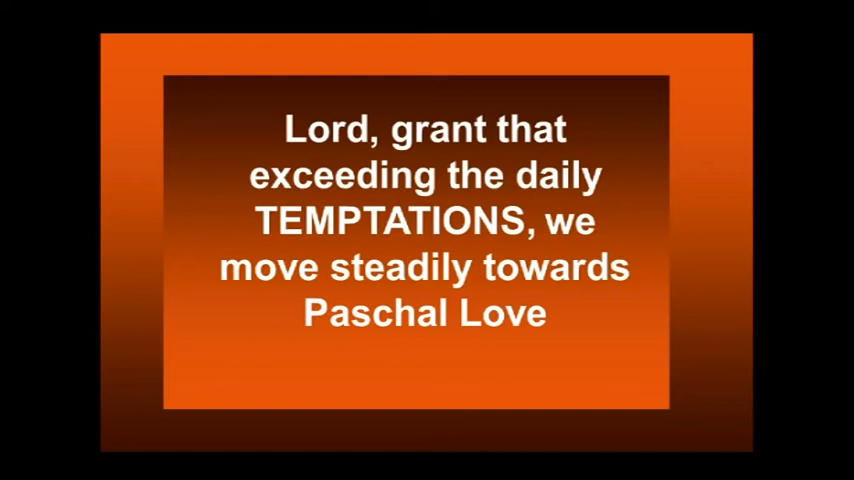 Lord, grant that
exceeding the daily
TEMPTATIONS, we
move steadily towards
Paschal Love